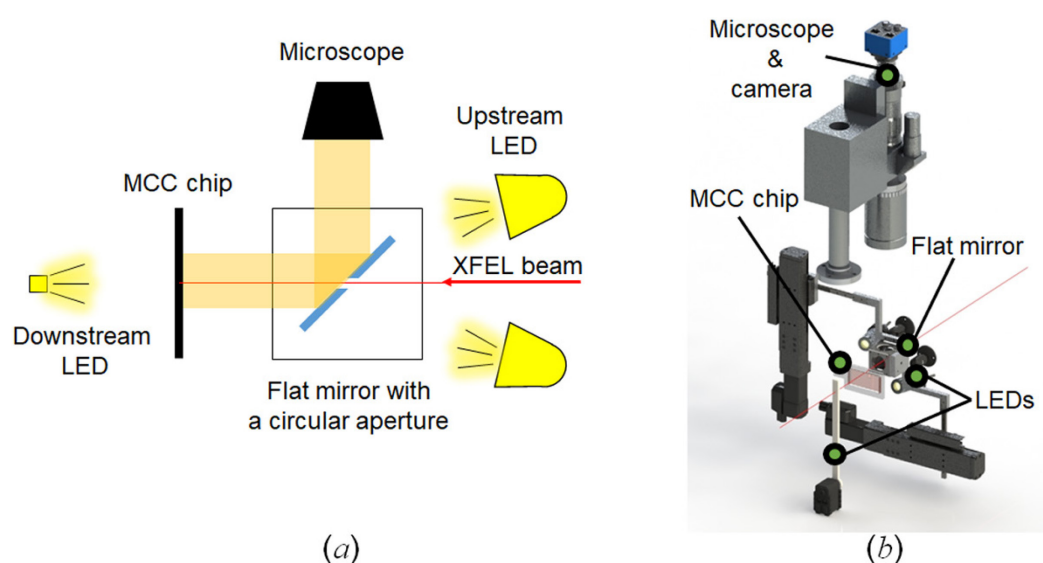 Microscope
Upstream
LED
MCC chip
XFEL beam
Downstream
LED
Flat mirror with
a circular aperture
(a)
Microscope
&
camera
MCC chip
Flat mirror
LEDs
(b)